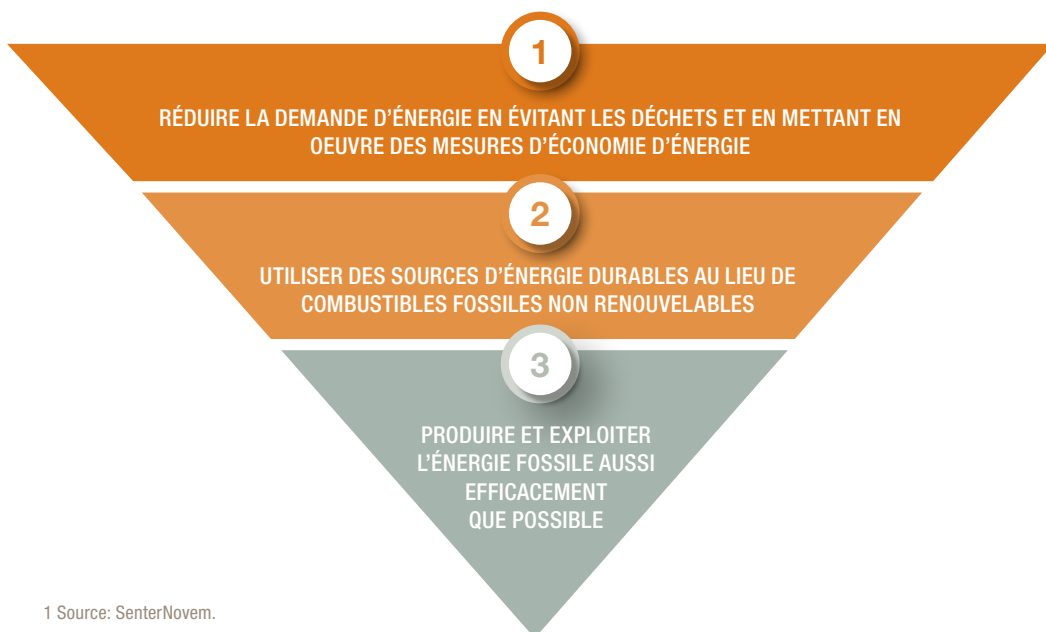 1
RÉDUIRE LA DEMANDE D'ÉNERGIE EN ÉVITANT LES DÉCHETS ET EN METTANT EN
OEUVRE DES MESURES D'ÉCONOMIE D'ÉNERGIE
2
UTILISER DES SOURCES D'ÉNERGIE DURABLES AU LIEU DE
COMBUSTIBLES FOSSILES NON RENOUVELABLES
3
PRODUIRE ET EXPLOITER
L'ÉNERGIE FOSSILE AUSSI
EFFICACEMENT
QUE POSSIBLE
1 Source: SenterNovem.